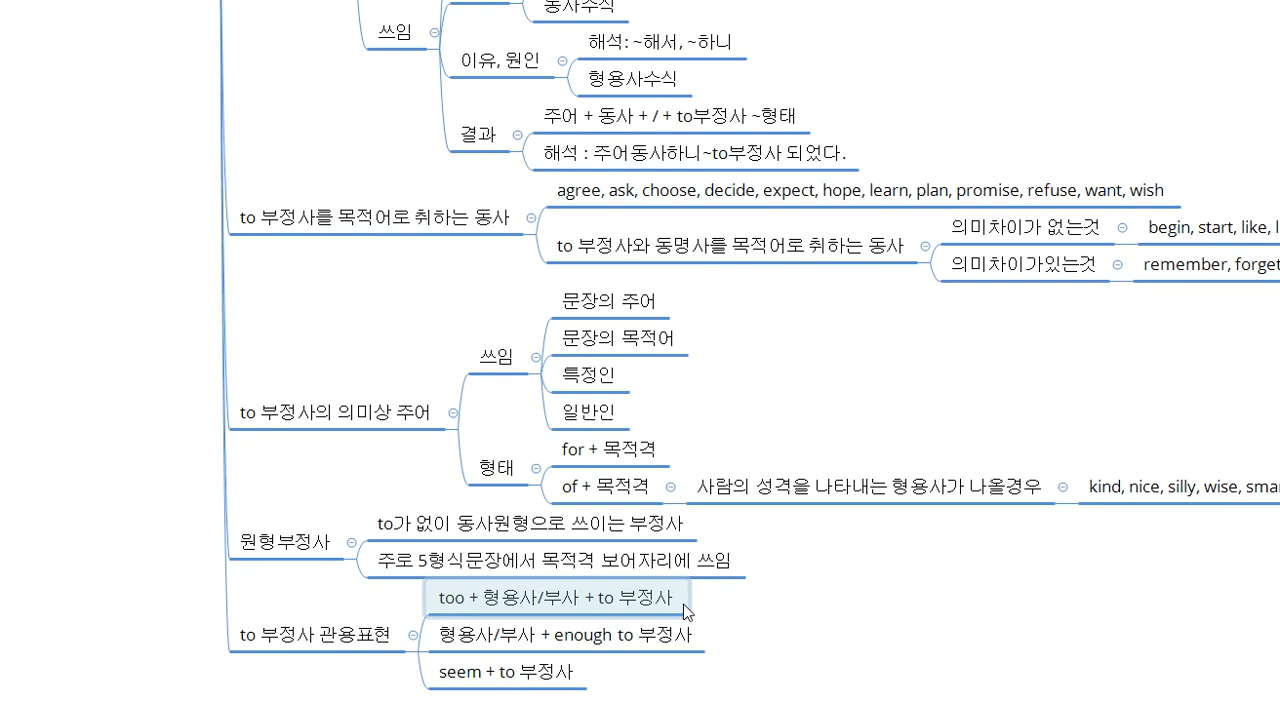 동사수식
쓰임
이유, 원인
해석: ~해서, ~하니
형용사수식
결과
주어 + 동사 + / + to부정사 ~형태
해석 : 주어동사하니~to부정사 되었다.
to 부정사를 목적어로 취하는 동사
agree, ask, choose, decide, expect, hope, learn, plan, promise, refuse, want, wish
to 부정사와 동명사를 목적어로 취하는 동사
의미차이가 없는것
begin, start, like,
의미차이가있는것
remember, forget
to 부정사의 의미상 주어
쓰임
문장의 주어
문장의 목적어
특정인
일반인
형태
for + 목적격
of + 목적격
사람의 성격을 나타내는 형용사가 나올경우
kind, nice, silly, wise,
원형부정사
to가 없이 동사원형으로 쓰이는 부정사
주로 5형식문장에서 목적격 보어자리에 쓰임
to 부정사 관용표현
too + 형용사/부사 + to 부정사
형용사/부사 + enough to 부정사
seem + to 부정사